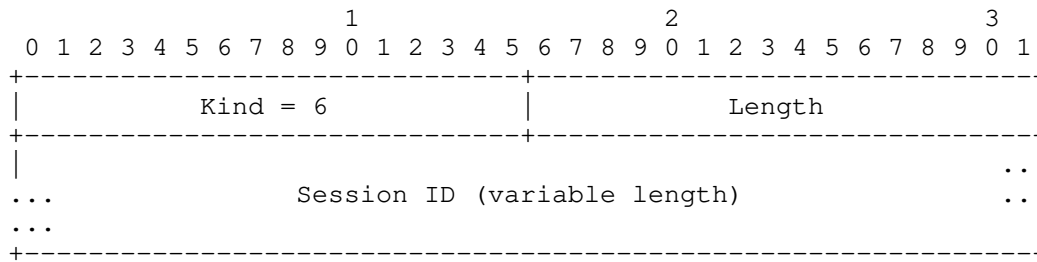 1                   2                   3
 0 1 2 3 4 5 6 7 8 9 0 1 2 3 4 5 6 7 8 9 0 1 2 3 4 5 6 7 8 9 0 1
+-------------------------------+-------------------------------
|           Kind = 6            |            Length
+-------------------------------+-------------------------------
|                                                            ..
...               Session ID (variable length)               ..
...
+---------------------------------------------------------------